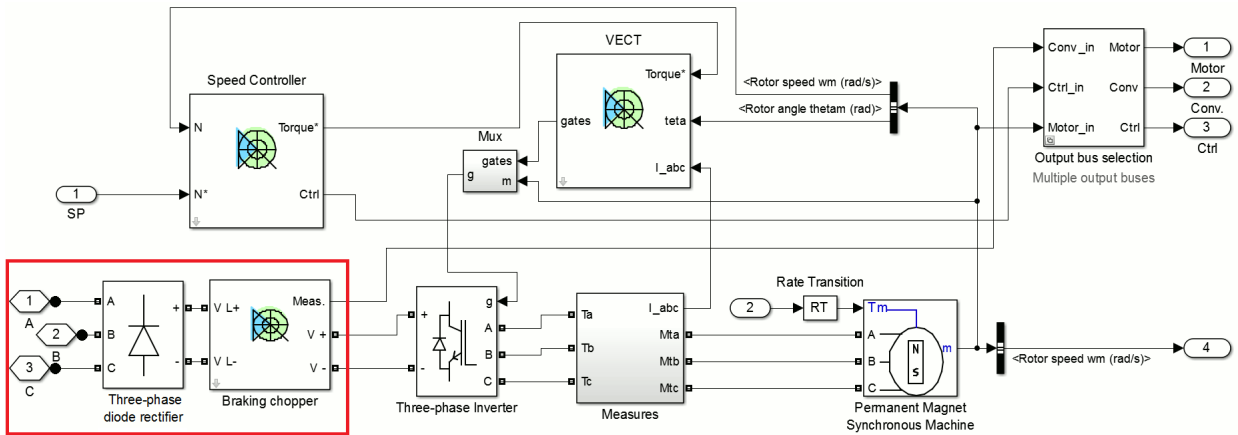 VECT
Speed Controller
Torque*
<Rotor speed wm (rad/s)>
<Rotor angle thetam (rad)>
N
Torque*
N*
Ctrl
gates
teta
I_abc
Mux
gates
g
m
1
SP
Conv_in
Motor
Ctrl_in
Conv
Motor_in
Ctrl
1
Motor
2
Conv.
3
Ctrl
Output bus selection
Multiple output buses
1
A
2
B
3
C
A
B
C
+
-
Three-phase
diode rectifier
V L+
V L-
Meas.
V +
V -
Braking chopper
g
+
-
A
B
C
Three-phase Inverter
Ta
Tb
Tc
I_abc
Mta
Mtb
Mtc
Measures
Rate Transition
2
RT
Tm
A
B
C
N
S
m
Permanent Magnet
Synchronous Machine
<Rotor speed wm (rad/s)>
4